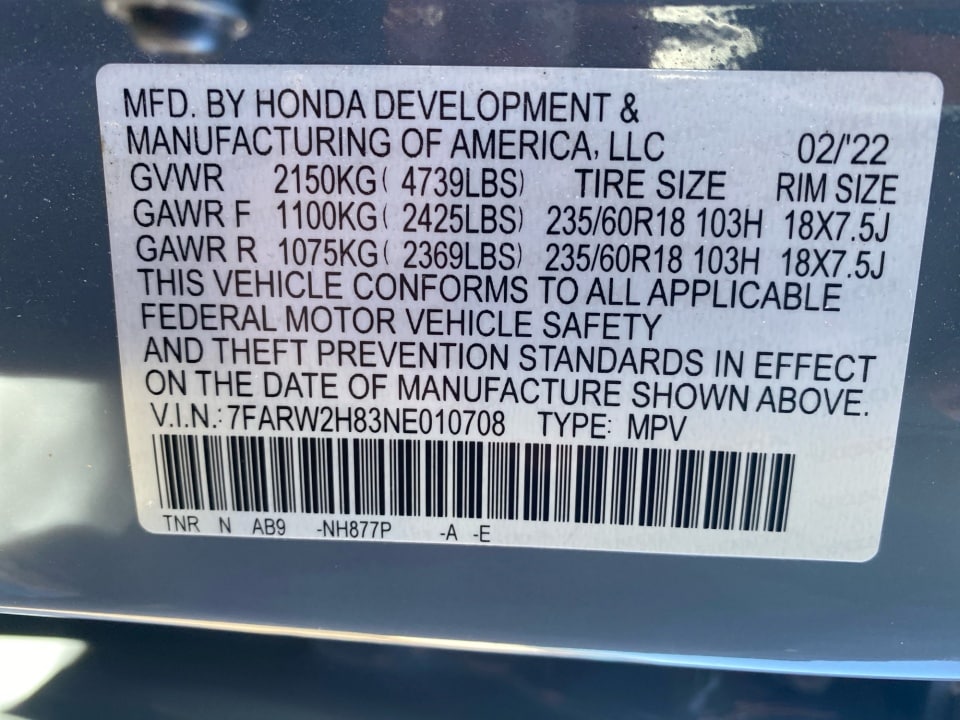 MFD. BY HONDA DEVELOPMENT &
MANUFACTURING OF AMERICA, LLC 02/'22
GVWR 2150KG( 4739LBS) TIRE SIZE RIM SIZE
GAWR F 1100KG( 2425LBS) 235/60R18 103H 18X7.5J
GAWR R 1075KG( 2369LBS) 235/60R18 103H 18X7.5J
THIS VEHICLE CONFORMS TO ALL APPLICABLE
FEDERAL MOTOR VEHICLE SAFETY
AND THEFT PREVENTION STANDARDS IN EFFECT
ON THE DATE OF MANUFACTURE SHOWN ABOVE.
V.I.N.: 7FARW2H83NE010708 TYPE: MPV
TNR N AB9 -NH877P -A -E